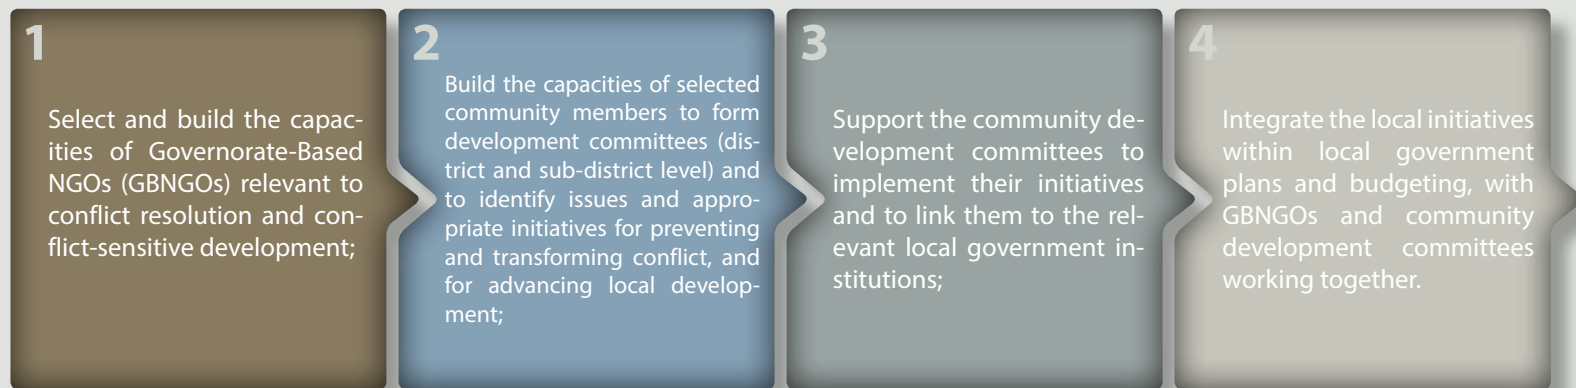 1
Select and build the capac-
ities of Governorate-Based
NGOs (GBNGOs) relevant to
conflict resolution and con-
flict-sensitive development;
2
Build the capacities of selected
community members to form
development committees (dis-
trict and sub-district level) and
to identify issues and appro-
priate initiatives for preventing
and transforming conflict, and
for advancing local develop-
ment;
3
Support the community de-
velopment committees to
implement their initiatives
and to link them to the rel-
evant local government in-
stitutions;
4
Integrate the local initiatives
within local government
plans and budgeting, with
GBNGOs and community
development committees
working together.